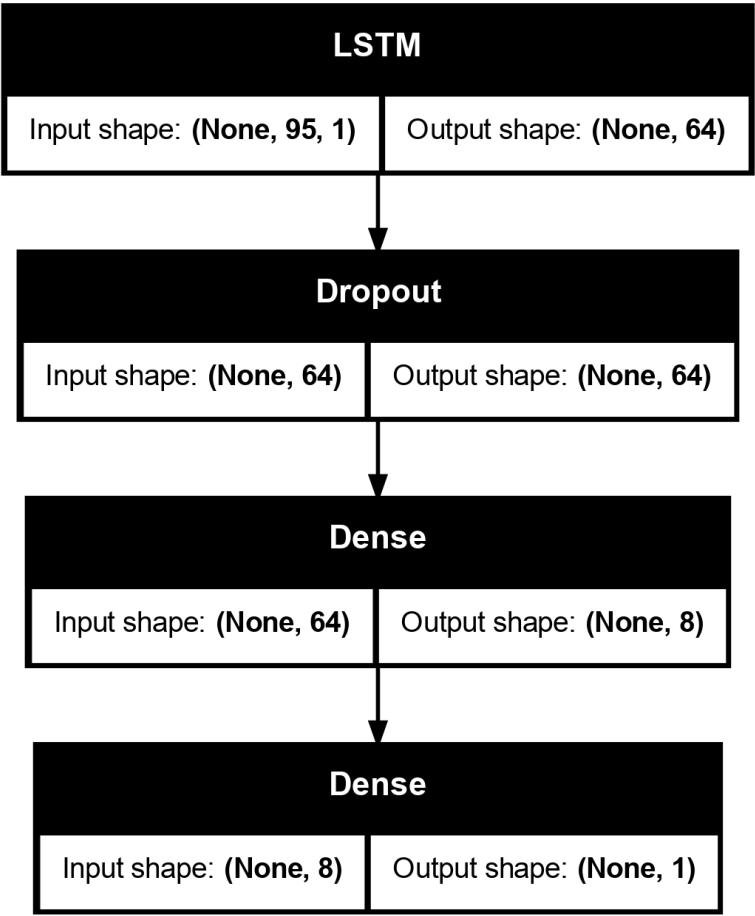 LSTM
Input shape: (None, 95, 1) Output shape: (None, 64)
Dropout
Input shape: (None, 64) Output shape: (None, 64)
Dense
Input shape: (None, 64) Output shape: (None, 8)
Dense
Input shape: (None, 8) Output shape: (None, 1)